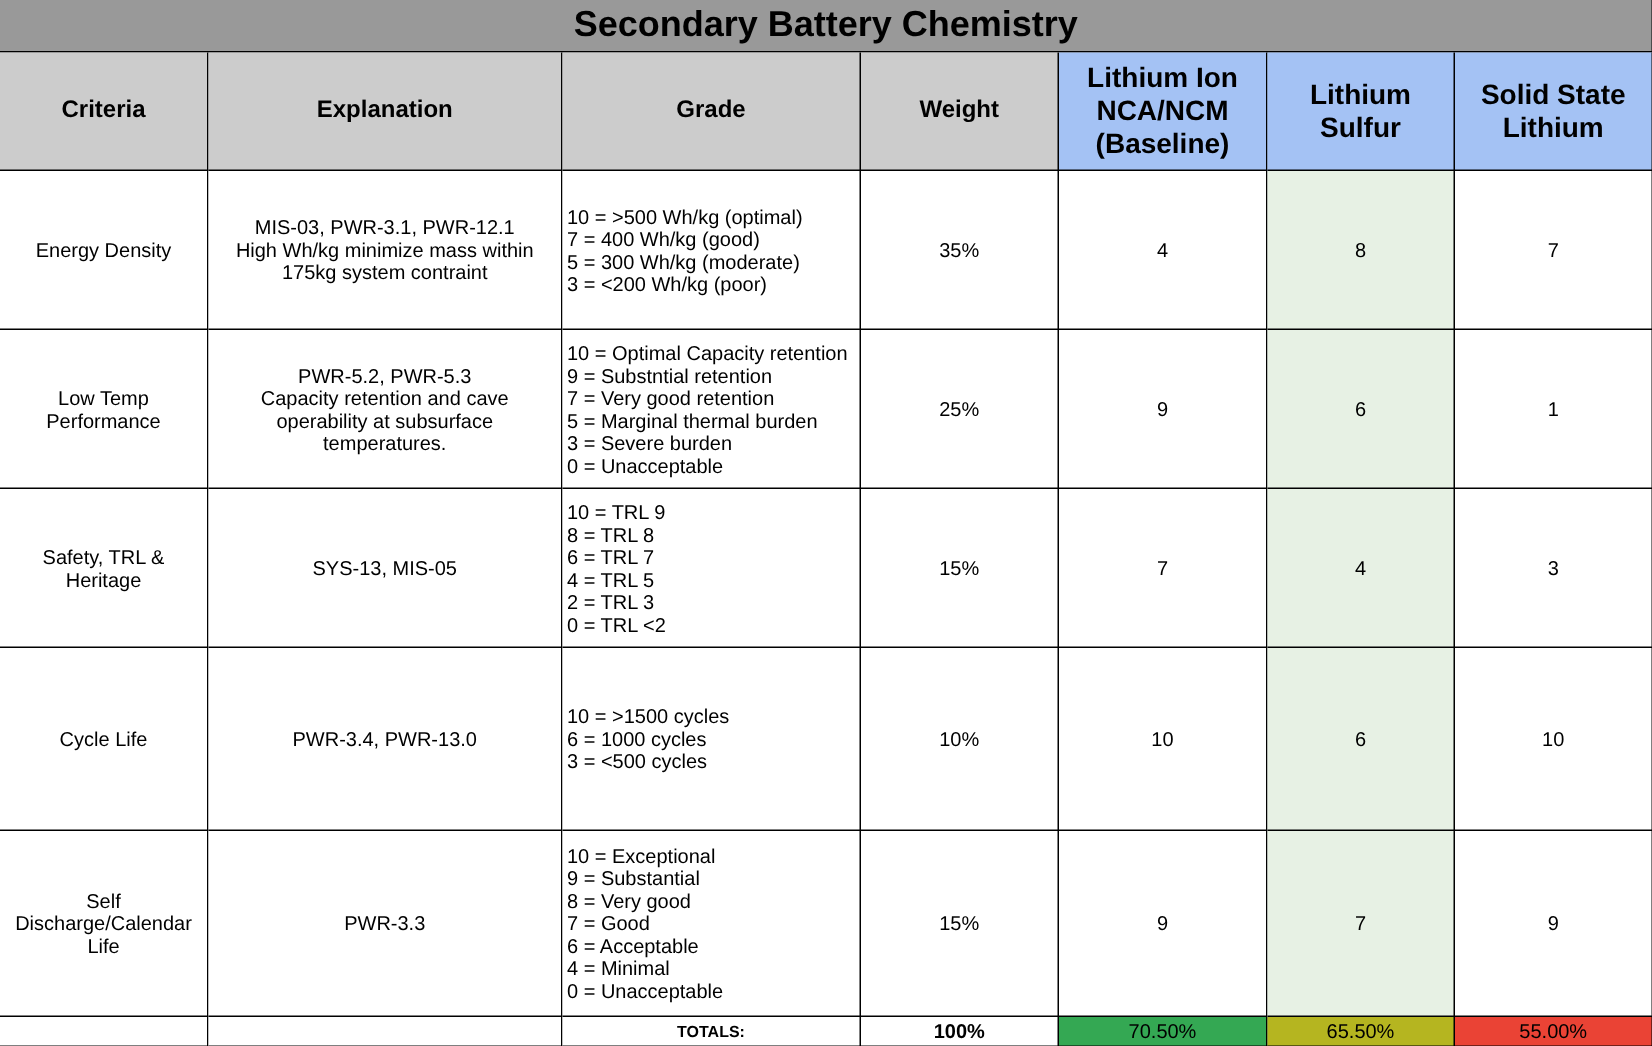 Secondary Battery Chemistry
Criteria
Explanation
Grade
Weight
Lithium Ion
NCA/NCM
(Baseline)
Lithium
Sulfur
Solid State
Lithium
Energy Density
MIS-03, PWR-3.1, PWR-12.1
High Wh/kg minimize mass within
175kg system contraint
10 = >500 Wh/kg (optimal)
7 = 400 Wh/kg (good)
5 = 300 Wh/kg (moderate)
3 = <200 Wh/kg (poor)
35%
4
8
7
Low Temp
Performance
PWR-5.2, PWR-5.3
Capacity retention and cave
operability at subsurface
temperatures.
10 = Optimal Capacity retention
9 = Substntial retention
7 = Very good retention
5 = Marginal thermal burden
3 = Severe burden
0 = Unacceptable
25%
9
6
1
Safety, TRL &
Heritage
SYS-13, MIS-05
10 = TRL 9
8 = TRL 8
6 = TRL 7
4 = TRL 5
2 = TRL 3
0 = TRL <2
15%
7
4
3
Cycle Life
PWR-3.4, PWR-13.0
10 = >1500 cycles
6 = 1000 cycles
3 = <500 cycles
10%
10
6
10
Self
Discharge/Calendar
Life
PWR-3.3
10 = Exceptional
9 = Substantial
8 = Very good
7 = Good
6 = Acceptable
4 = Minimal
0 = Unacceptable
15%
9
7
9
TOTALS:
100%
70.50%
65.50%
55.00%